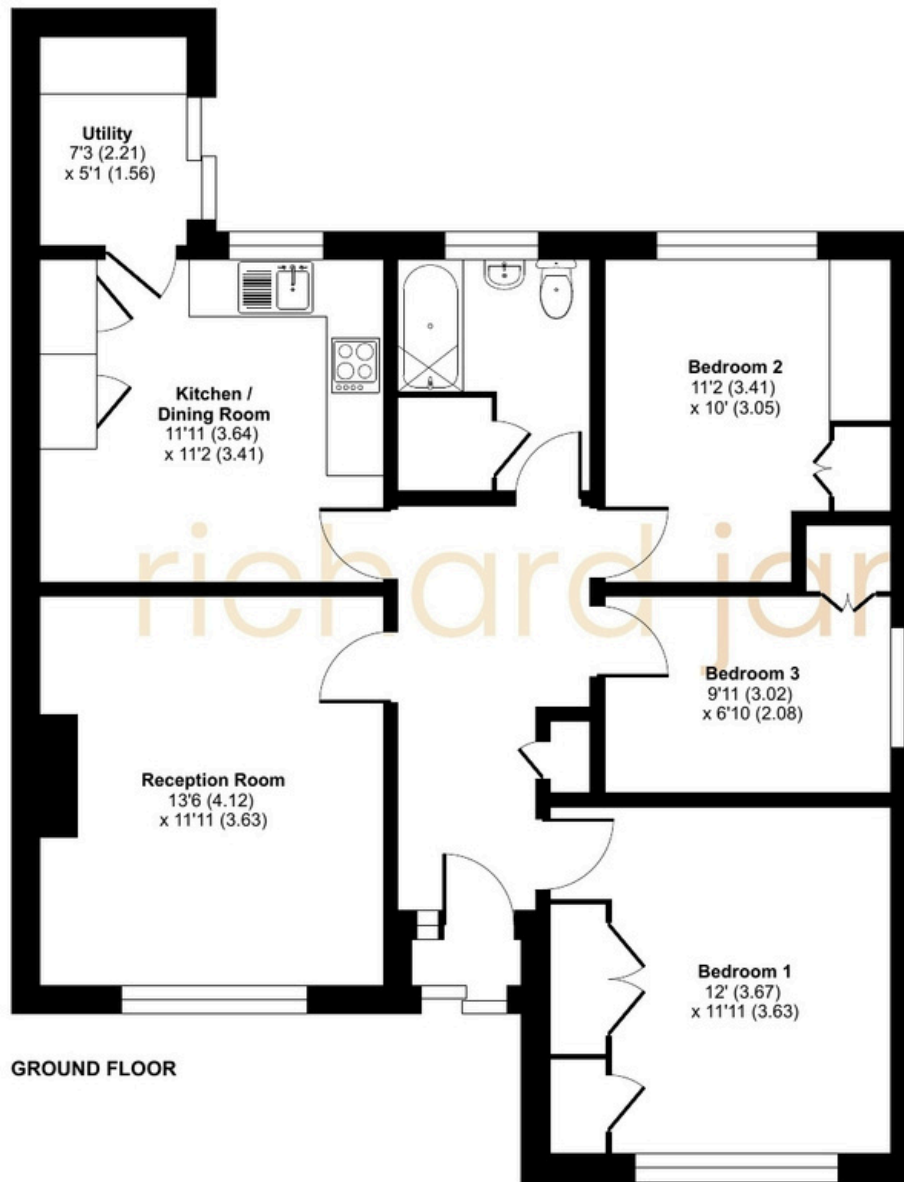 Utility
7'3 (2.21)
x 5'1 (1.56)
Kitchen /
Dining Room
11'11 (3.64)
x 11'2 (3.41)
Bedroom 2
11'2 (3.41)
x 10' (3.05)
richard jar
Bedroom 3
9'11 (3.02)
x 6'10 (2.08)
Reception Room
13'6 (4.12)
x 11'11 (3.63)
Bedroom 1
12' (3.67)
x 11'11 (3.63)
GROUND FLOOR